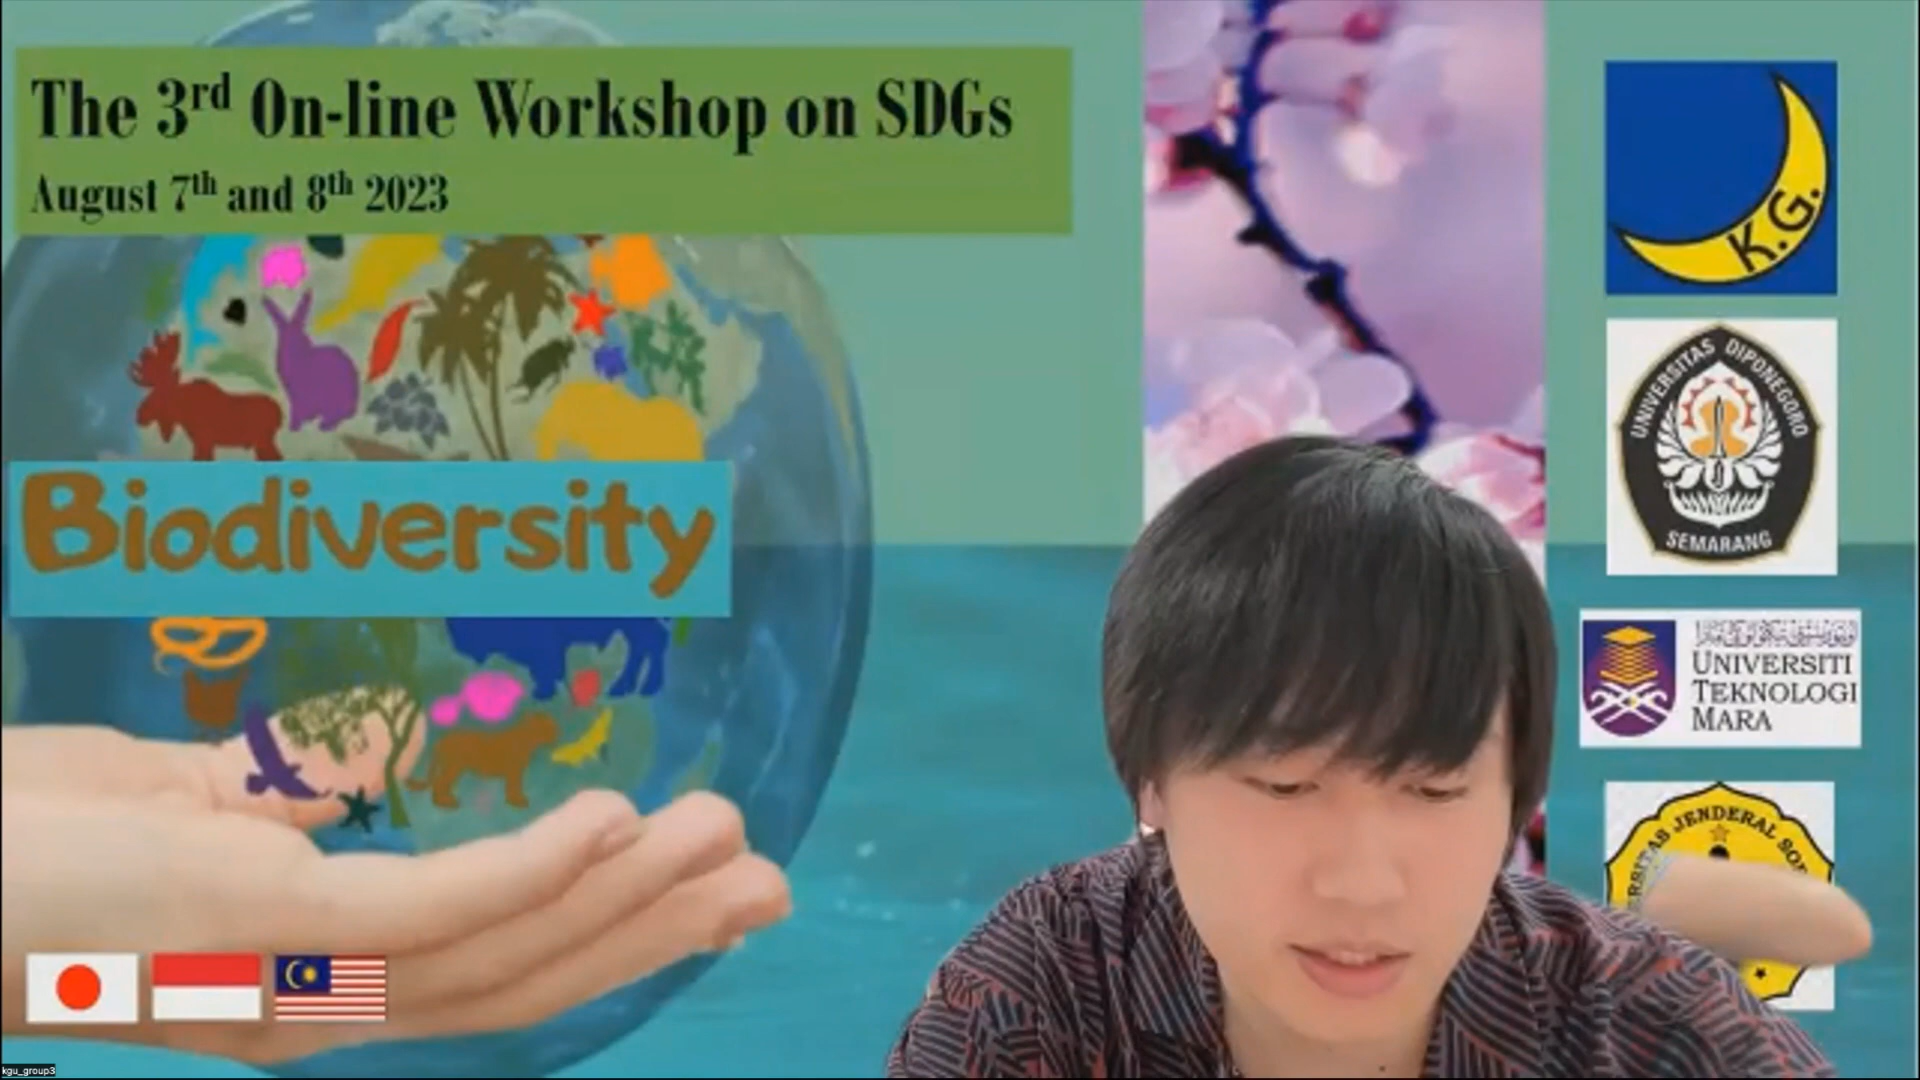 The 3rd On-line Workshop on SDGs
August 7th and 8th 2023
Biodiversity
K.G.
UNIVERSITAS DIPONEGORO
SEMARANG
UNIVERSITI
TEKNOLOGI
MARA
JENDERAL
kgu_group3